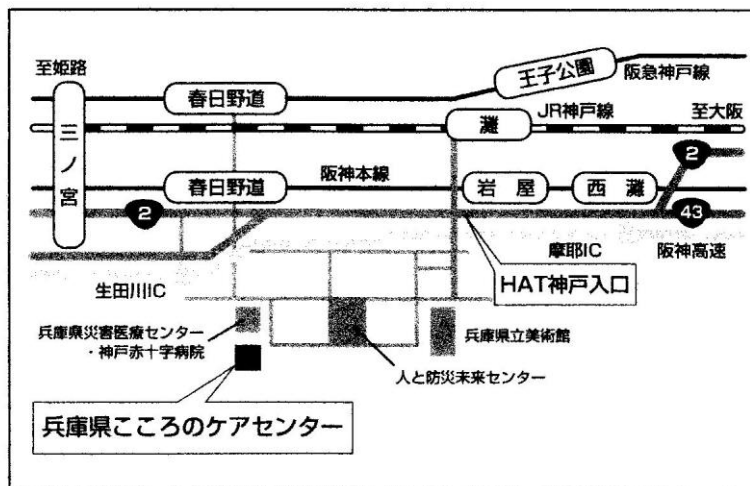 至姫路
三ノ宮
春日野道
王子公園
阪急神戸線
灘
JR神戸線
至大阪
2
春日野道
阪神本線
岩屋
西灘
2
43
生田川IC
摩耶IC
阪神高速
HAT神戸入口
兵庫県災害医療センター
・神戸赤十字病院
兵庫県立美術館
人と防災未来センター
兵庫県こころのケアセンター